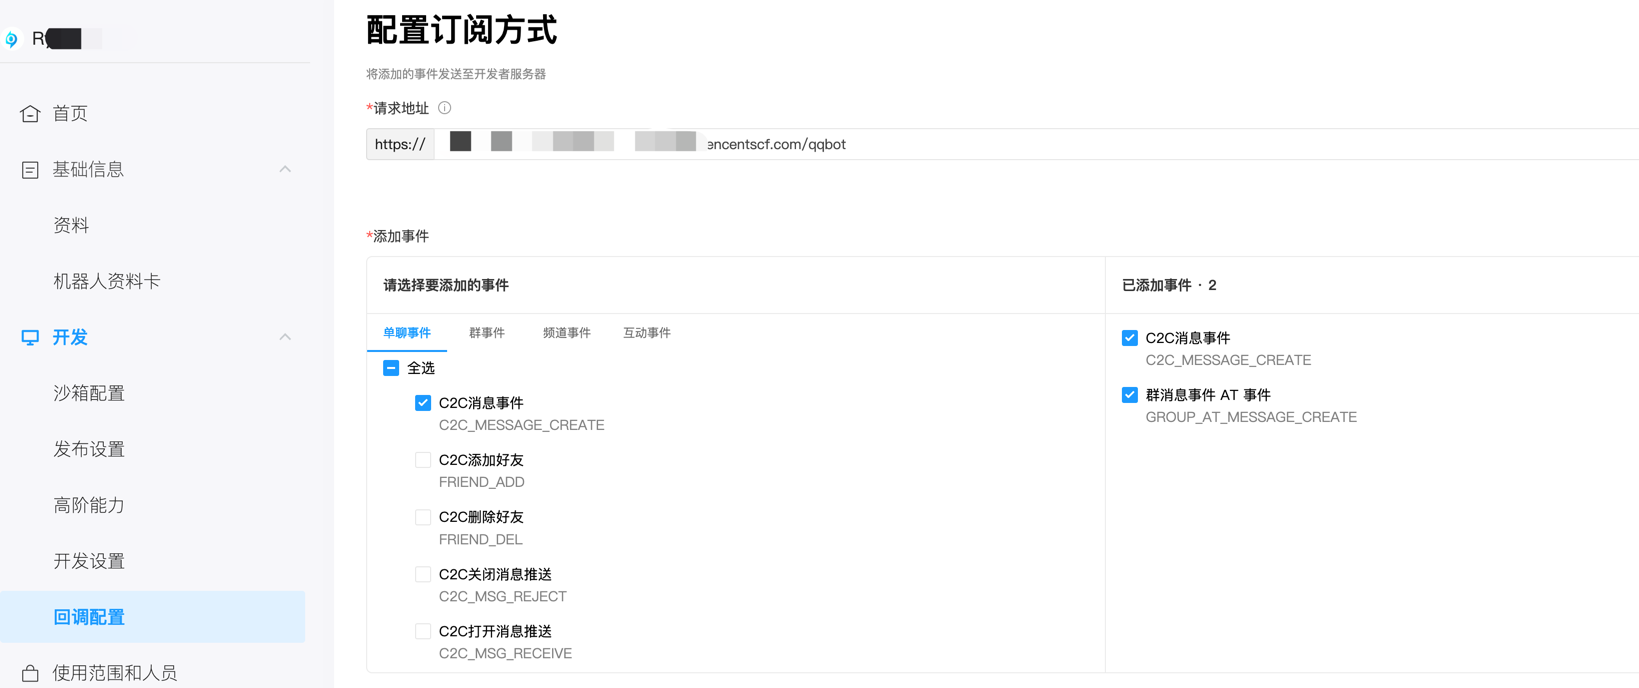 R
首页
基础信息
资料
机器人资料卡
开发
沙箱配置
发布设置
高阶能力
开发设置
回调配置
使用范围和人员
配置订阅方式
将添加的事件发送至开发者服务器
*请求地址
https://
encentscf.com/qqbot
*添加事件
请选择要添加的事件
单聊事件 群事件 频道事件 互动事件
全选
C2C消息事件
C2C_MESSAGE_CREATE
C2C添加好友
FRIEND_ADD
C2C删除好友
FRIEND_DEL
C2C关闭消息推送
C2C_MSG_REJECT
C2C打开消息推送
C2C_MSG_RECEIVE
已添加事件 · 2
C2C消息事件
C2C_MESSAGE_CREATE
群消息事件 AT 事件
GROUP_AT_MESSAGE_CREATE